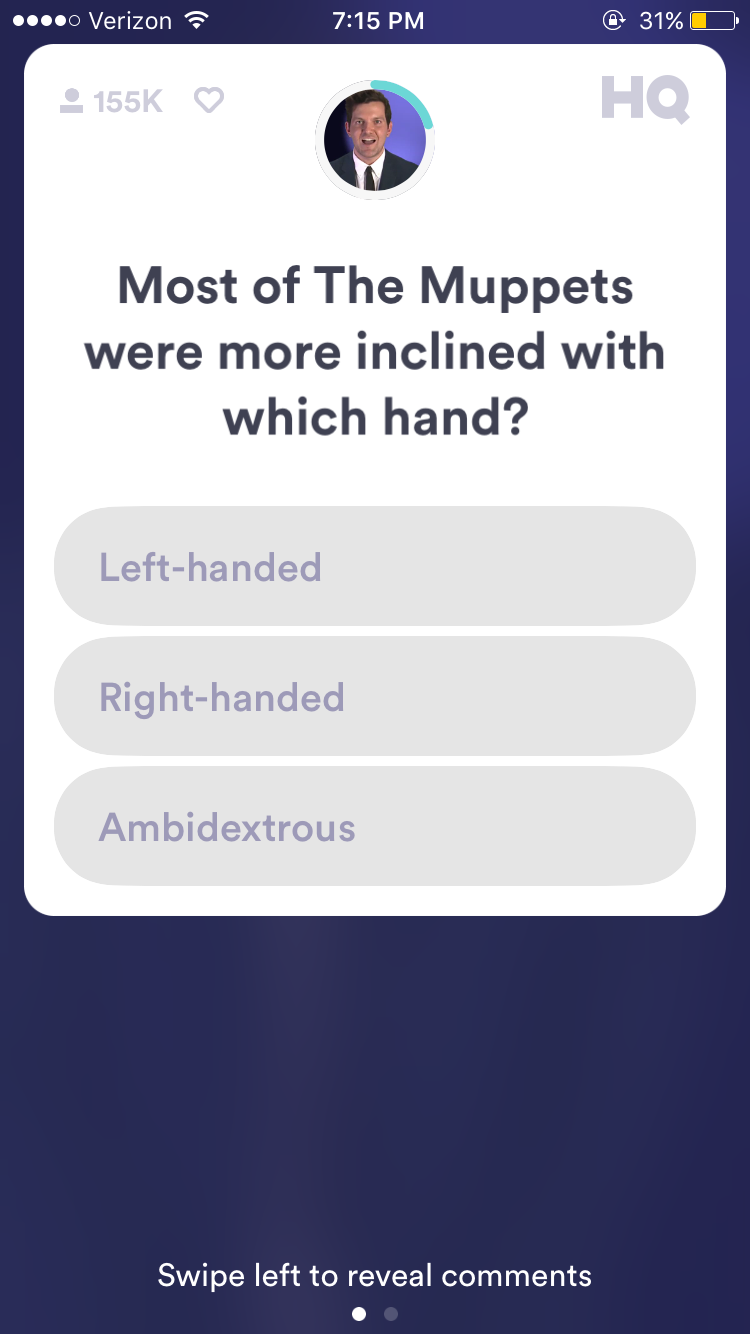 Verizon 7:15 PM 31%
155K HQ
Most of The Muppets
were more inclined with
which hand?
Left-handed
Right-handed
Ambidextrous
Swipe left to reveal comments